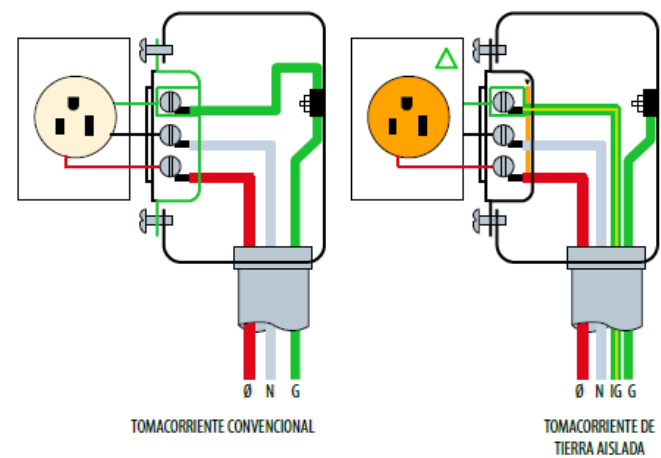 Ø N G
Ø N IG G
TOMACORRIENTE CONVENCIONAL
TOMACORRIENTE DE
TIERRA AISLADA